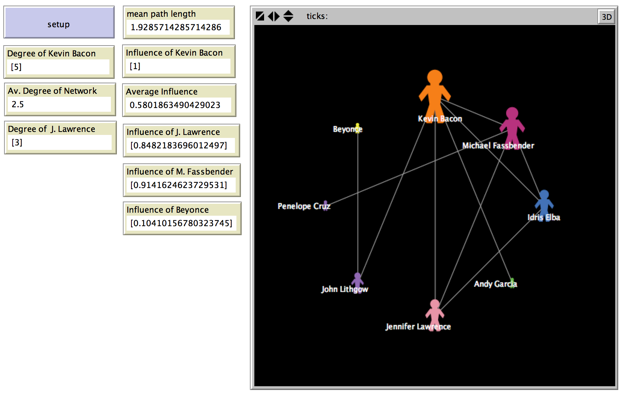 setup
mean path length
1.9285714285714286
Degree of Kevin Bacon
[5]
Influence of Kevin Bacon
[1]
Av. Degree of Network
2.5
Average Influence
0.5801863490429023
Degree of  J. Lawrence
[3]
Influence of J. Lawrence
[0.8482183696012497]
Influence of M. Fassbender
[0.9141624623729531]
Influence of Beyonce
[0.10410156780323745]
ticks:
3D
Kevin Bacon
Beyonce
Michael Fassbender
Penelope Cruz
Idris Elba
John Lithgow
Andy Garcia
Jennifer Lawrence